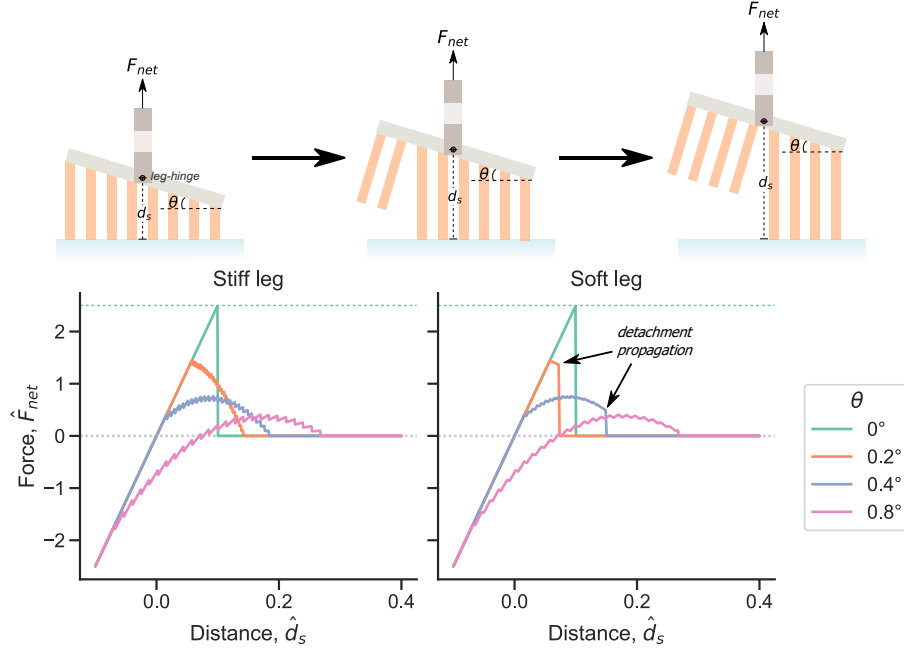 F_net
F_net
F_net
leg-hinge
θ
d_s
θ
d_s
θ
d_s
Stiff leg
Soft leg
detachment
propagation
2
1
0
−1
−2
Force, F̂_net
0.0
0.2
0.4
0.0
0.2
0.4
Distance, d̂_s
Distance, d̂_s
θ
0°
0.2°
0.4°
0.8°